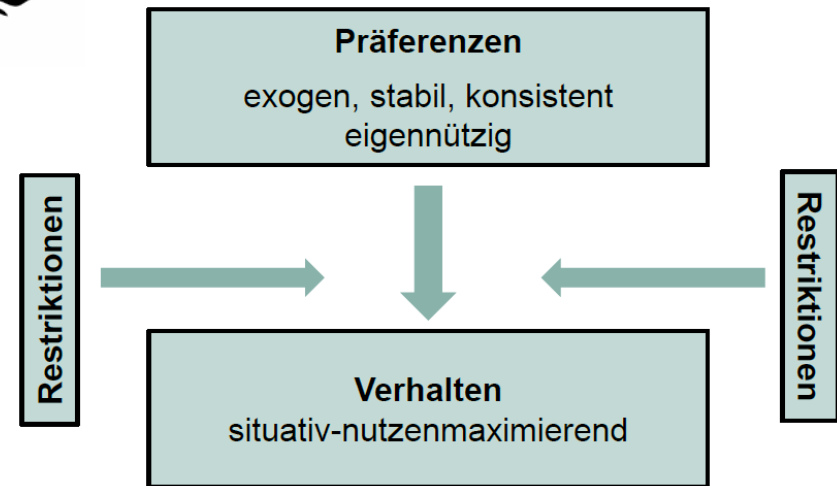 Präferenzen
exogen, stabil, konsistent
eigennützig
Restriktionen
Restriktionen
Verhalten
situativ-nutzenmaximierend